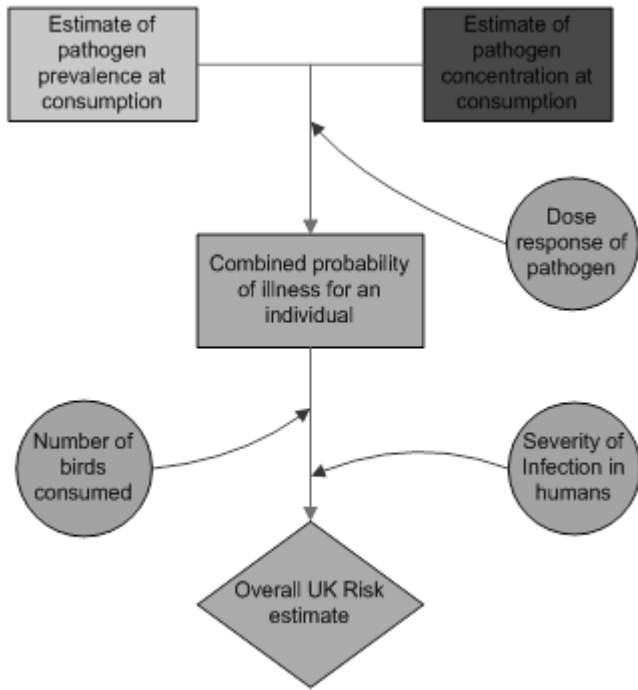 Estimate of
pathogen
prevalence at
consumption
Estimate of
pathogen
concentration at
consumption
Dose
response of
pathogen
Combined probability
of illness for an
individual
Number of
birds
consumed
Severity of
Infection in
humans
Overall UK Risk
estimate